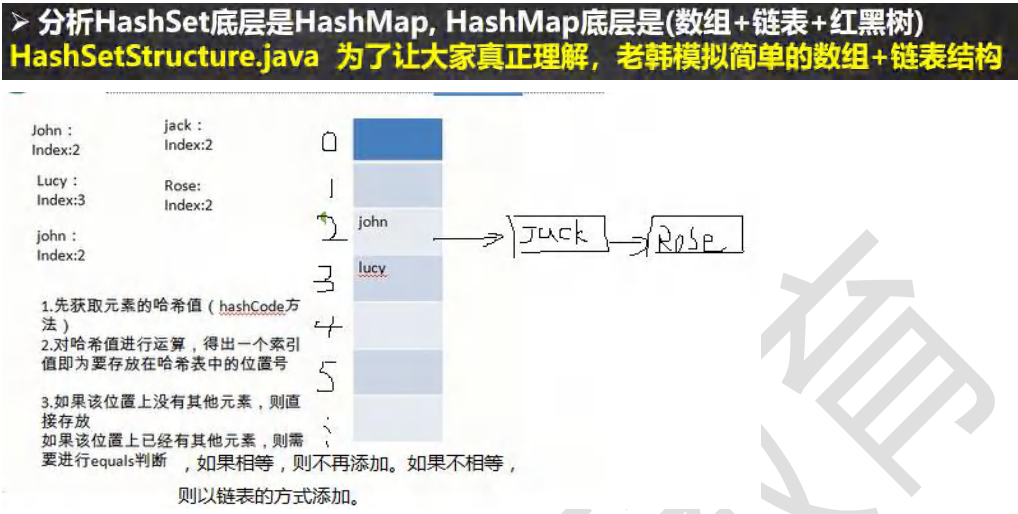 ➢ 分析HashSet底层是HashMap, HashMap底层是(数组+链表+红黑树)
HashSetStructure.java 为了让大家真正理解，老韩模拟简单的数组+链表结构
John：
Index:2
jack：
Index:2
Lucy：
Index:3
Rose:
Index:2
john：
Index:2
0
1
2 john
Jack
Rose
3 lucy
4
5
1.先获取元素的哈希值（hashCode方
法）
2.对哈希值进行运算，得出一个索引
值即为要存放在哈希表中的位置号
3.如果该位置上没有其他元素，则直
接存放
如果该位置上已经有其他元素，则需
要进行equals判断 ，如果相等，则不再添加。如果不相等，
则以链表的方式添加。